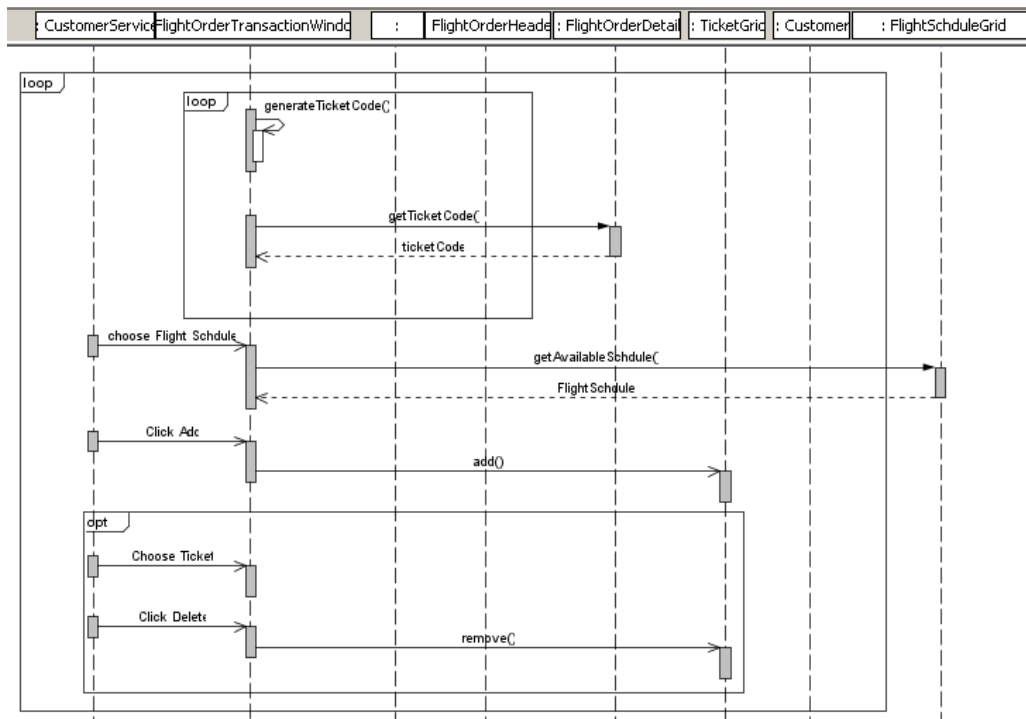 : CustomerService
FlightOrderTransactionWindo
:
FlightOrderHeade
: FlightOrderDetail
: TicketGrid
: Customer
: FlightSchduleGrid
loop
loop
generateTicketCode()
getTicketCode(
ticketCode
choose Flight Schdule
getAvailableSchdule(
FlightSchdule
Click Add
add()
opt
Choose Ticket
Click Delete
remove()